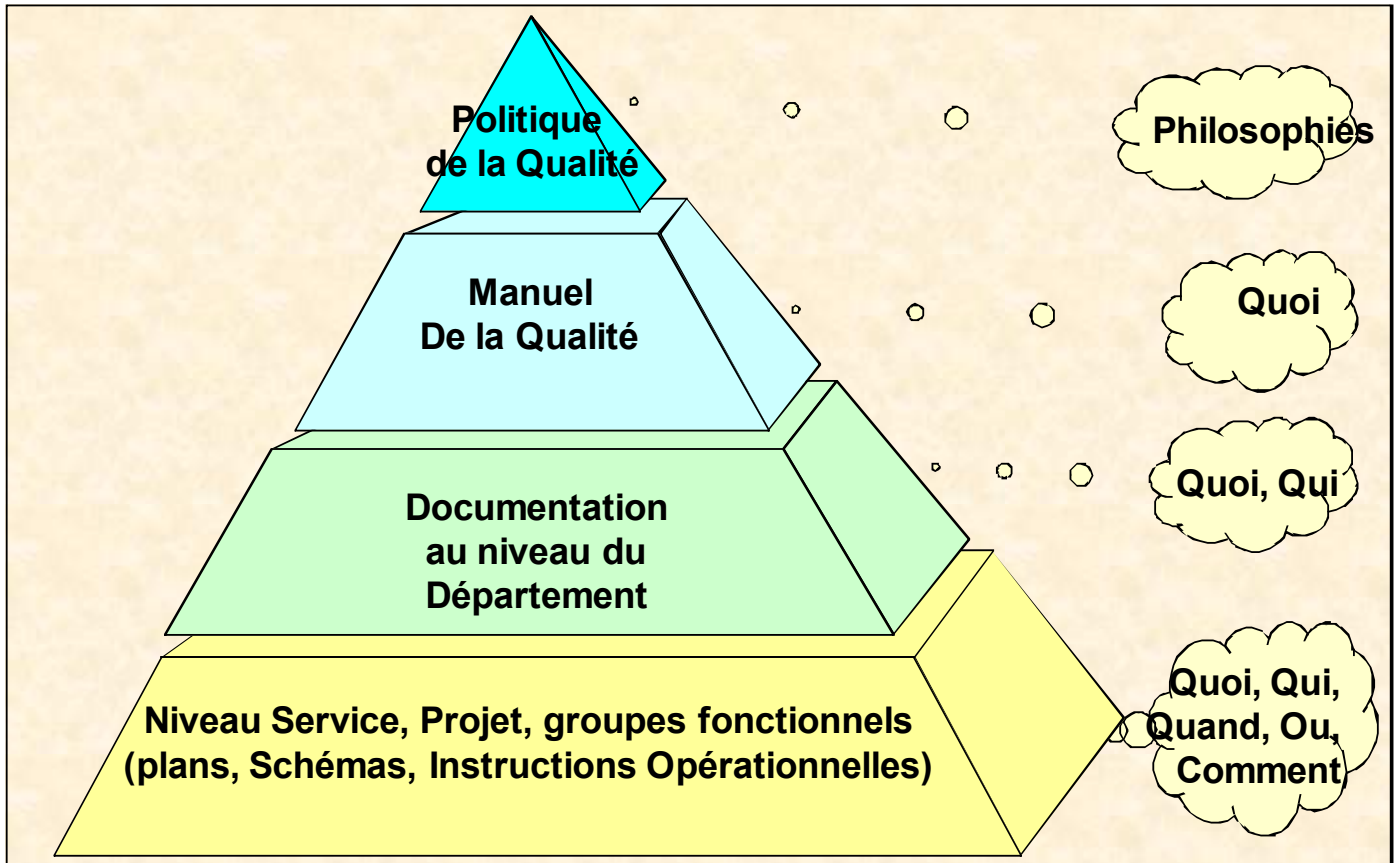 Politique
de la Qualité
Philosophies
Manuel
De la Qualité
Quoi
Documentation
au niveau du
Département
Quoi, Qui
Niveau Service, Projet, groupes fonctionnels
(plans, Schémas, Instructions Opérationnelles)
Quoi, Qui,
Quand, Ou,
Comment